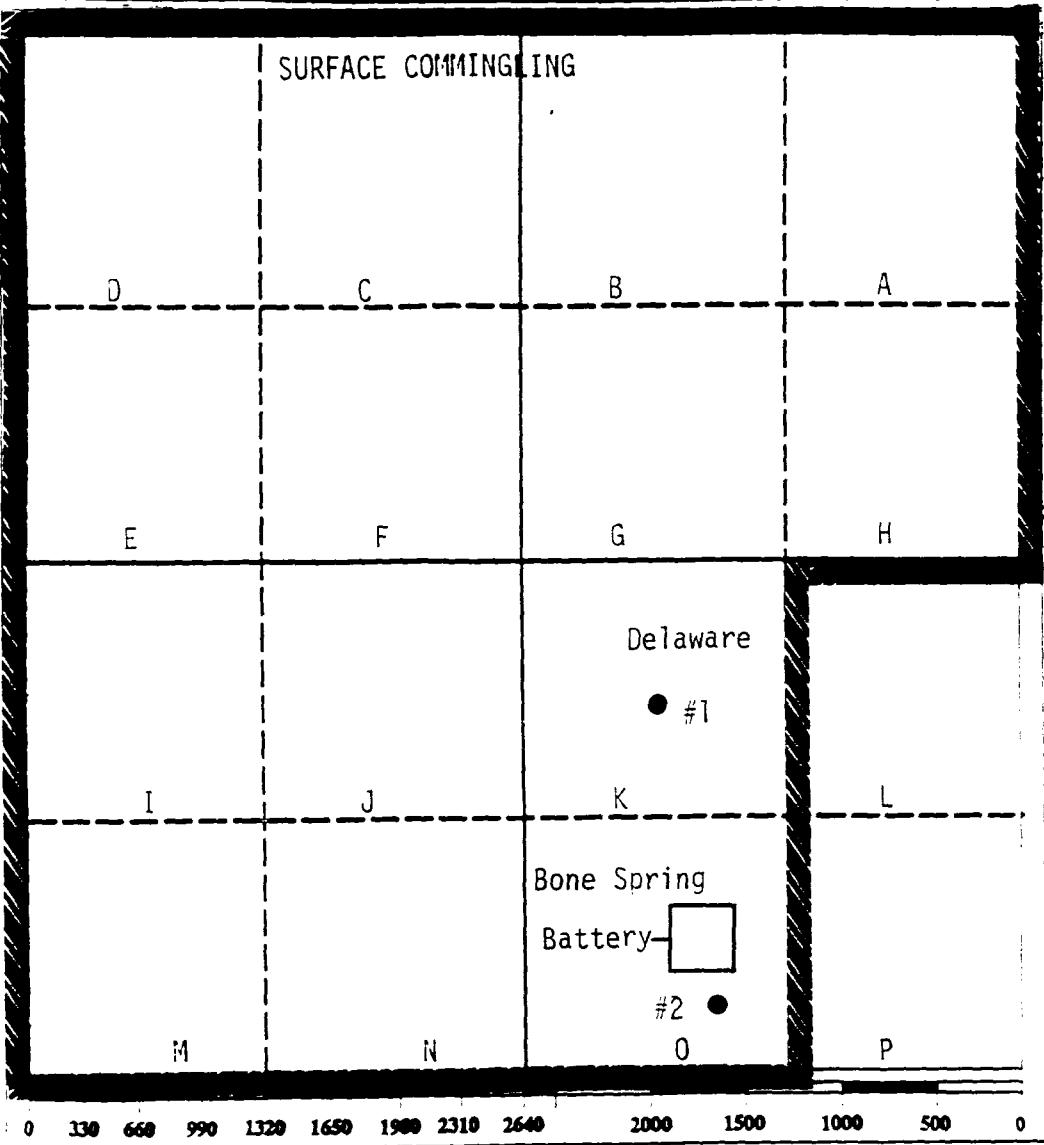 SURFACE COMMINGLING
D C B A
E F G H
Delaware
#1
I J K L
Bone Spring
Battery
#2
M N O P
0 330 660 990 1320 1650 1980 2310 2640 2000 1500 1000 500 0